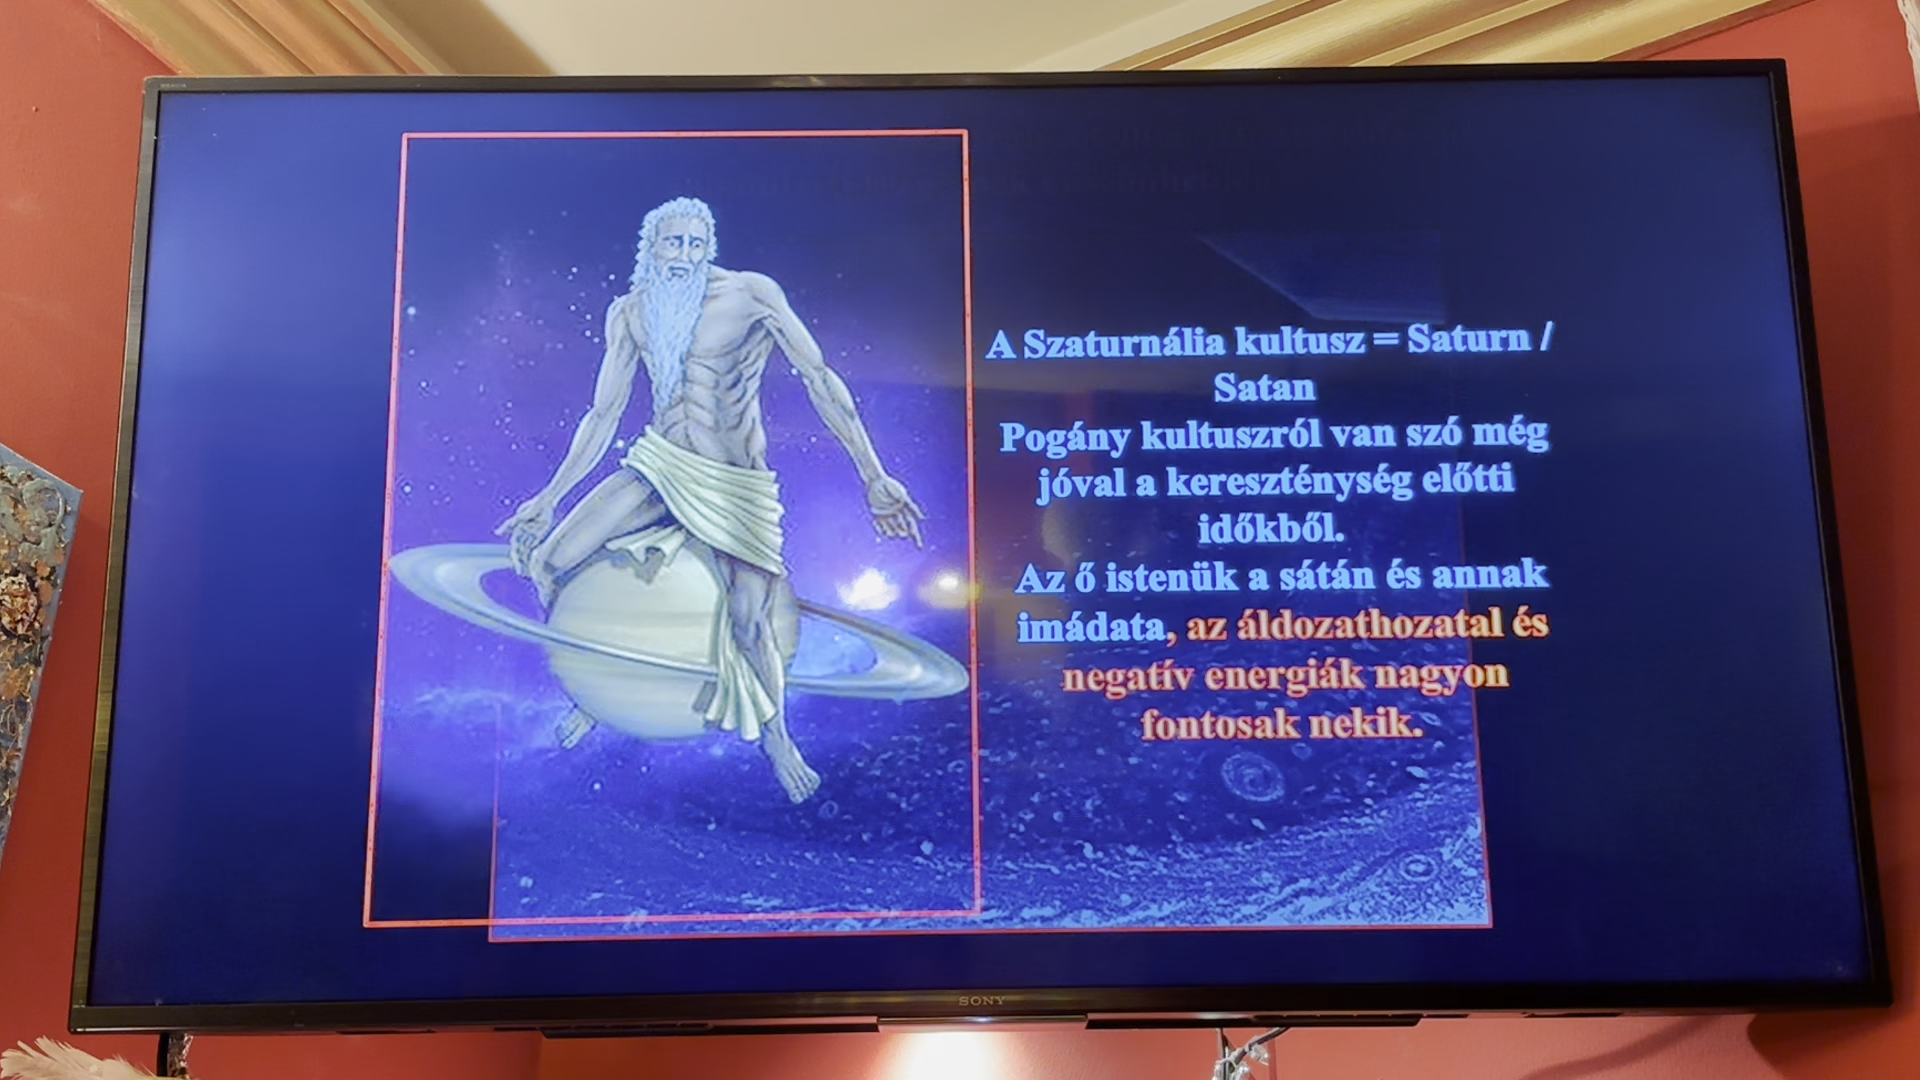 A Szaturnália kultusz = Saturn /
Satan
Pogány kultuszról van szó még
jóval a kereszténység előtti
időkből.
Az ő istenük a sátán és annak
imádata, az áldozathozatal és
negatív energiák nagyon
fontosak nekik.
SONY